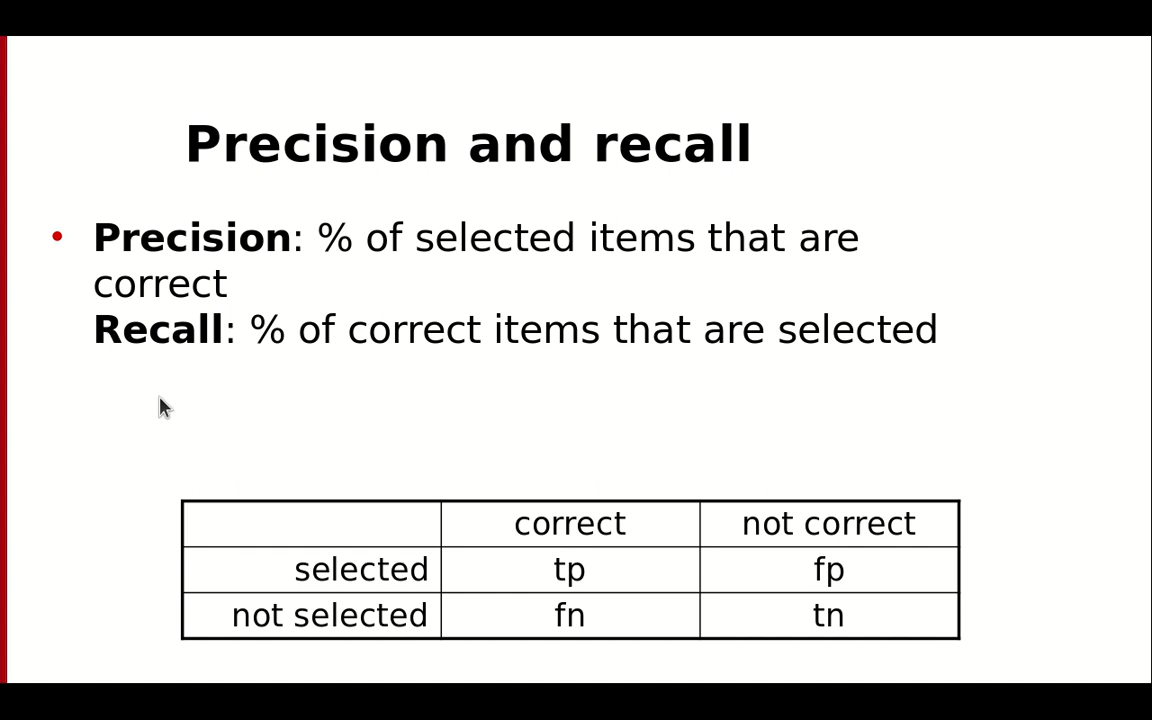 Precision and recall
• Precision: % of selected items that are
correct
Recall: % of correct items that are selected
correct not correct
selected tp fp
not selected fn tn